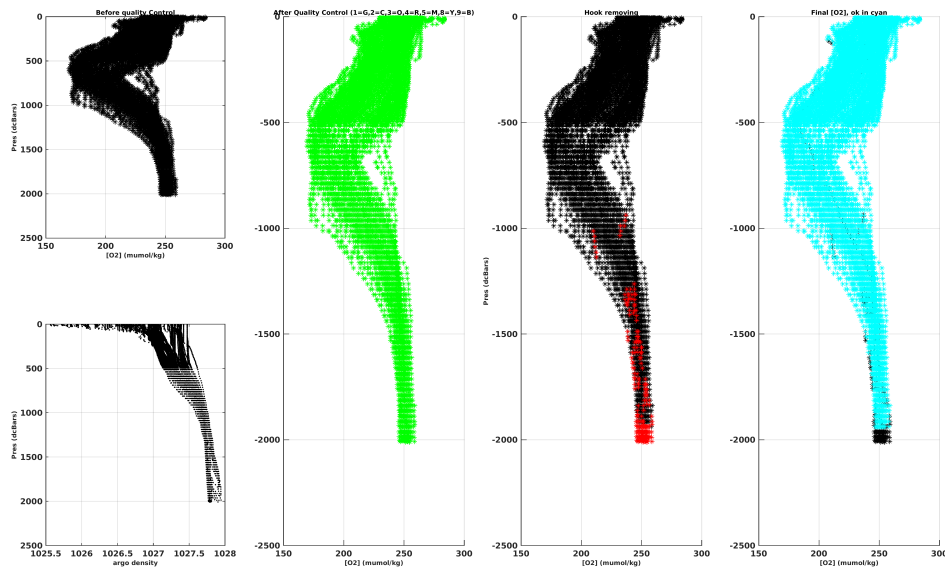 Before quality Control
0
500
1000
1500
2000
2500
150 200 250 300
[O2] (mumol/kg)
Pres (dcBars)
0
500
1000
1500
2000
2500
1025.5 1026 1026.5 1027 1027.5 1028
argo density
Pres (dcBars)
After Quality Control (1=G,2=C,3=O,4=R,5=M,8=Y,9=B)
0
-500
-1000
-1500
-2000
-2500
150 200 250 300
[O2] (mumol/kg)
Hook removing
0
-500
-1000
-1500
-2000
-2500
150 200 250 300
[O2] (mumol/kg)
Pres (dcBars)
Final [O2], ok in cyan
0
-500
-1000
-1500
-2000
-2500
150 200 250 300
[O2] (mumol/kg)